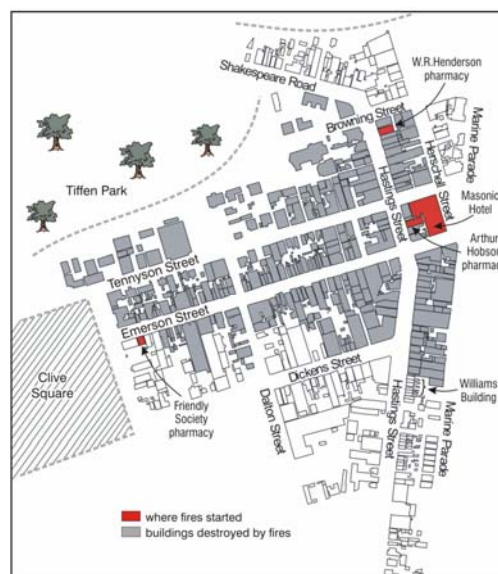 Shakespeare Road
W.R.Henderson
pharmacy
Browning Street
Marine Parade
Herschell Street
Hastings Street
Masonic
Hotel
Tiffen Park
Arthur
Hobson
pharmac
Tennyson Street
Emerson Street
Clive
Square
Dickens Street
Friendly
Society
pharmacy
Dalton Street
Hastings Street
Williams
Building
Marine Parade
where fires started
buildings destroyed by fires